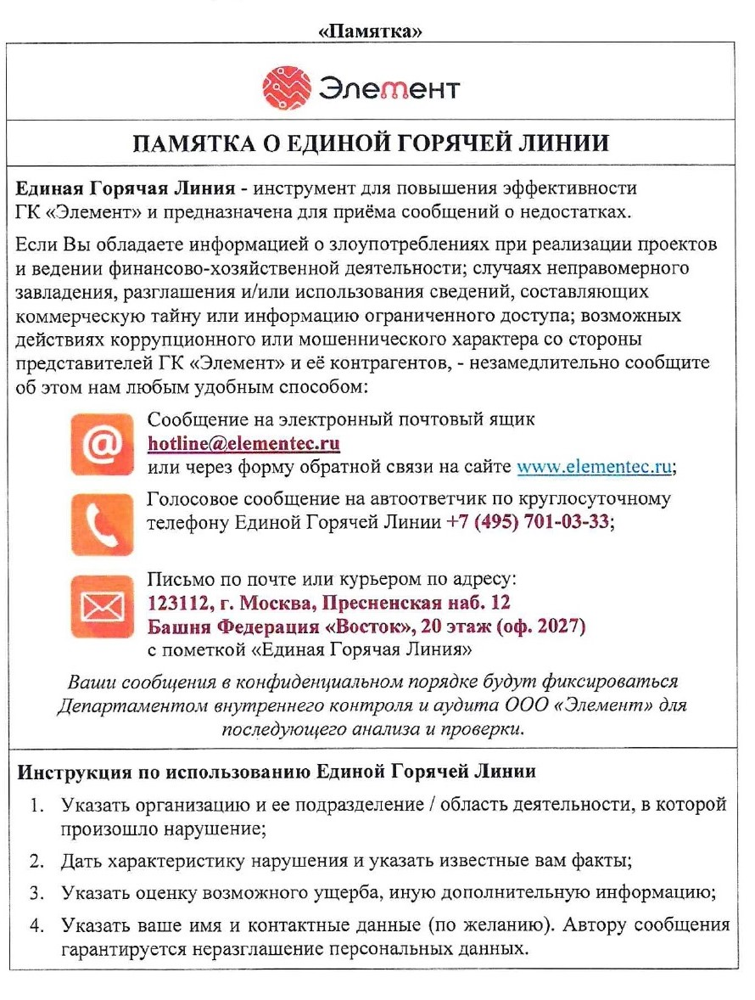 «Памятка»
Элемент
ПАМЯТКА О ЕДИНОЙ ГОРЯЧЕЙ ЛИНИИ
Единая Горячая Линия - инструмент для повышения эффективности
ГК «Элемент» и предназначена для приёма сообщений о недостатках.
Если Вы обладаете информацией о злоупотреблениях при реализации проектов
и ведении финансово-хозяйственной деятельности; случаях неправомерного
завладения, разглашения и/или использования сведений, составляющих
коммерческую тайну или информацию ограниченного доступа; возможных
действиях коррупционного или мошеннического характера со стороны
представителей ГК «Элемент» и её контрагентов, - незамедлительно сообщите
об этом нам любым удобным способом:
@ Сообщение на электронный почтовый ящик
hotline@elementec.ru
или через форму обратной связи на сайте www.elementec.ru;
Голосовое сообщение на автоответчик по круглосуточному
телефону Единой Горячей Линии +7 (495) 701-03-33;
Письмо по почте или курьером по адресу:
123112, г. Москва, Пресненская наб. 12
Башня Федерация «Восток», 20 этаж (оф. 2027)
с пометкой «Единая Горячая Линия»
Ваши сообщения в конфиденциальном порядке будут фиксироваться
Департаментом внутреннего контроля и аудита ООО «Элемент» для
последующего анализа и проверки.
Инструкция по использованию Единой Горячей Линии
1. Указать организацию и ее подразделение / область деятельности, в которой
произошло нарушение;
2. Дать характеристику нарушения и указать известные вам факты;
3. Указать оценку возможного ущерба, иную дополнительную информацию;
4. Указать ваше имя и контактные данные (по желанию). Автору сообщения
гарантируется неразглашение персональных данных.